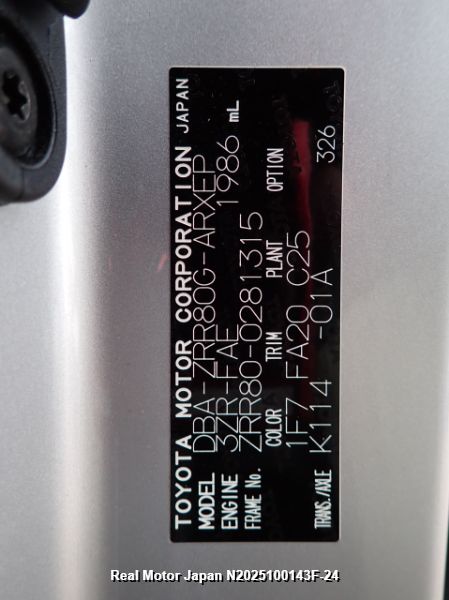 TOYOTA MOTOR CORPORATION JAPAN
MODEL DBA-ZRR80G-ARXEP
ENGINE 3ZR-FAE 1986 mL
FRAME No. ZRR80-0281315
COLOR TRIM PLANT OPTION
1F7 FA20 C25
TRANS./AXLE K114 -01A 326
Real Motor Japan N2025100143F-24